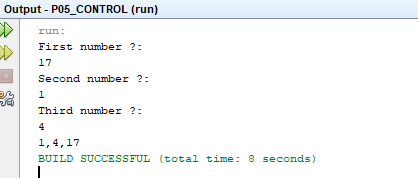 Output - P05_CONTROL (run)
run:
First number ?:
17
Second number ?:
1
Third number ?:
4
1,4,17
BUILD SUCCESSFUL (total time: 8 seconds)